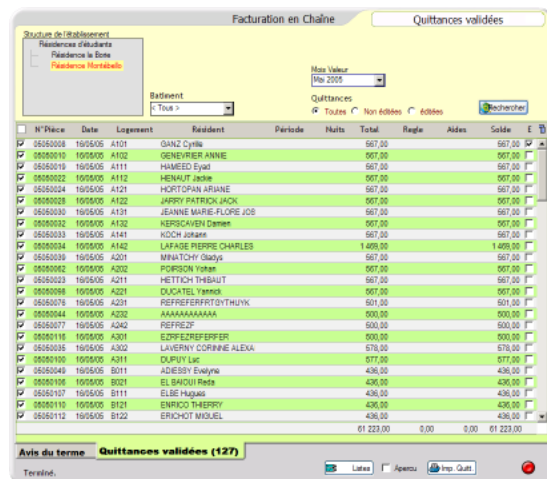 Facturation en Chaîne Quittances validées
Structure de l'établissement
Résidences d'étudiants
Résidence la Borie
Résidence Montébello
Mois Valeur
Mai 2005
Batiment
< Tous >
Quittances
Toutes Non éditées éditées
Rechercher
N°Pièce Date Logement Résident Période Nuits Total Regle Aides Solde E
05050008 16/05/05 A101 GANZ Cyrille 567,00 567,00
05050010 16/05/05 A102 GENEVRIER ANNIE 567,00 567,00
05050019 16/05/05 A111 HAMEED Eyad 567,00 567,00
05050022 16/05/05 A112 HENAUT Jackie 567,00 567,00
05050024 16/05/05 A121 HORTOPAN ARIANE 567,00 567,00
05050028 16/05/05 A122 JARRY PATRICK JACK 567,00 567,00
05050030 16/05/05 A131 JEANNE MARIE-FLORE JOS 567,00 567,00
05050032 16/05/05 A132 KERSCAVEN Damien 567,00 567,00
05050033 16/05/05 A141 KOCH Johann 567,00 567,00
05050034 16/05/05 A142 LAFAGE PIERRE CHARLES 1 469,00 1 469,00
05050039 16/05/05 A201 MINATCHY Gladys 567,00 567,00
05050062 16/05/05 A202 POIRSON Yohan 567,00 567,00
05050023 16/05/05 A211 HETTICH THIBAUT 567,00 567,00
05050098 16/05/05 A221 DUCATEL Yannick 567,00 567,00
05050076 16/05/05 A231 REFREFERFRTGYTHUYK 501,00 501,00
05050044 16/05/05 A232 AAAAAAAAAAAA 500,00 500,00
05050077 16/05/05 A242 REFREZF 500,00 500,00
05050116 16/05/05 A301 EZRFEZREFERFER 500,00 500,00
05050035 16/05/05 A302 LAVERNY CORINNE ALEXA 578,00 578,00
05050100 16/05/05 A311 DUPUY Luc 577,00 577,00
05050049 16/05/05 B011 ADIESSY Evelyne 436,00 436,00
05050106 16/05/05 B021 EL BAIOUI Reda 436,00 436,00
05050107 16/05/05 B111 ELBE Hugues 436,00 436,00
05050110 16/05/05 B121 ENRICO THIERRY 436,00 436,00
05050112 16/05/05 B122 ERICHOT MIGUEL 436,00 436,00
61 223,00 0,00 0,00 61 223,00
Avis du terme Quittances validées (127)
Terminé. Listes Apercu Imp. Quitt.